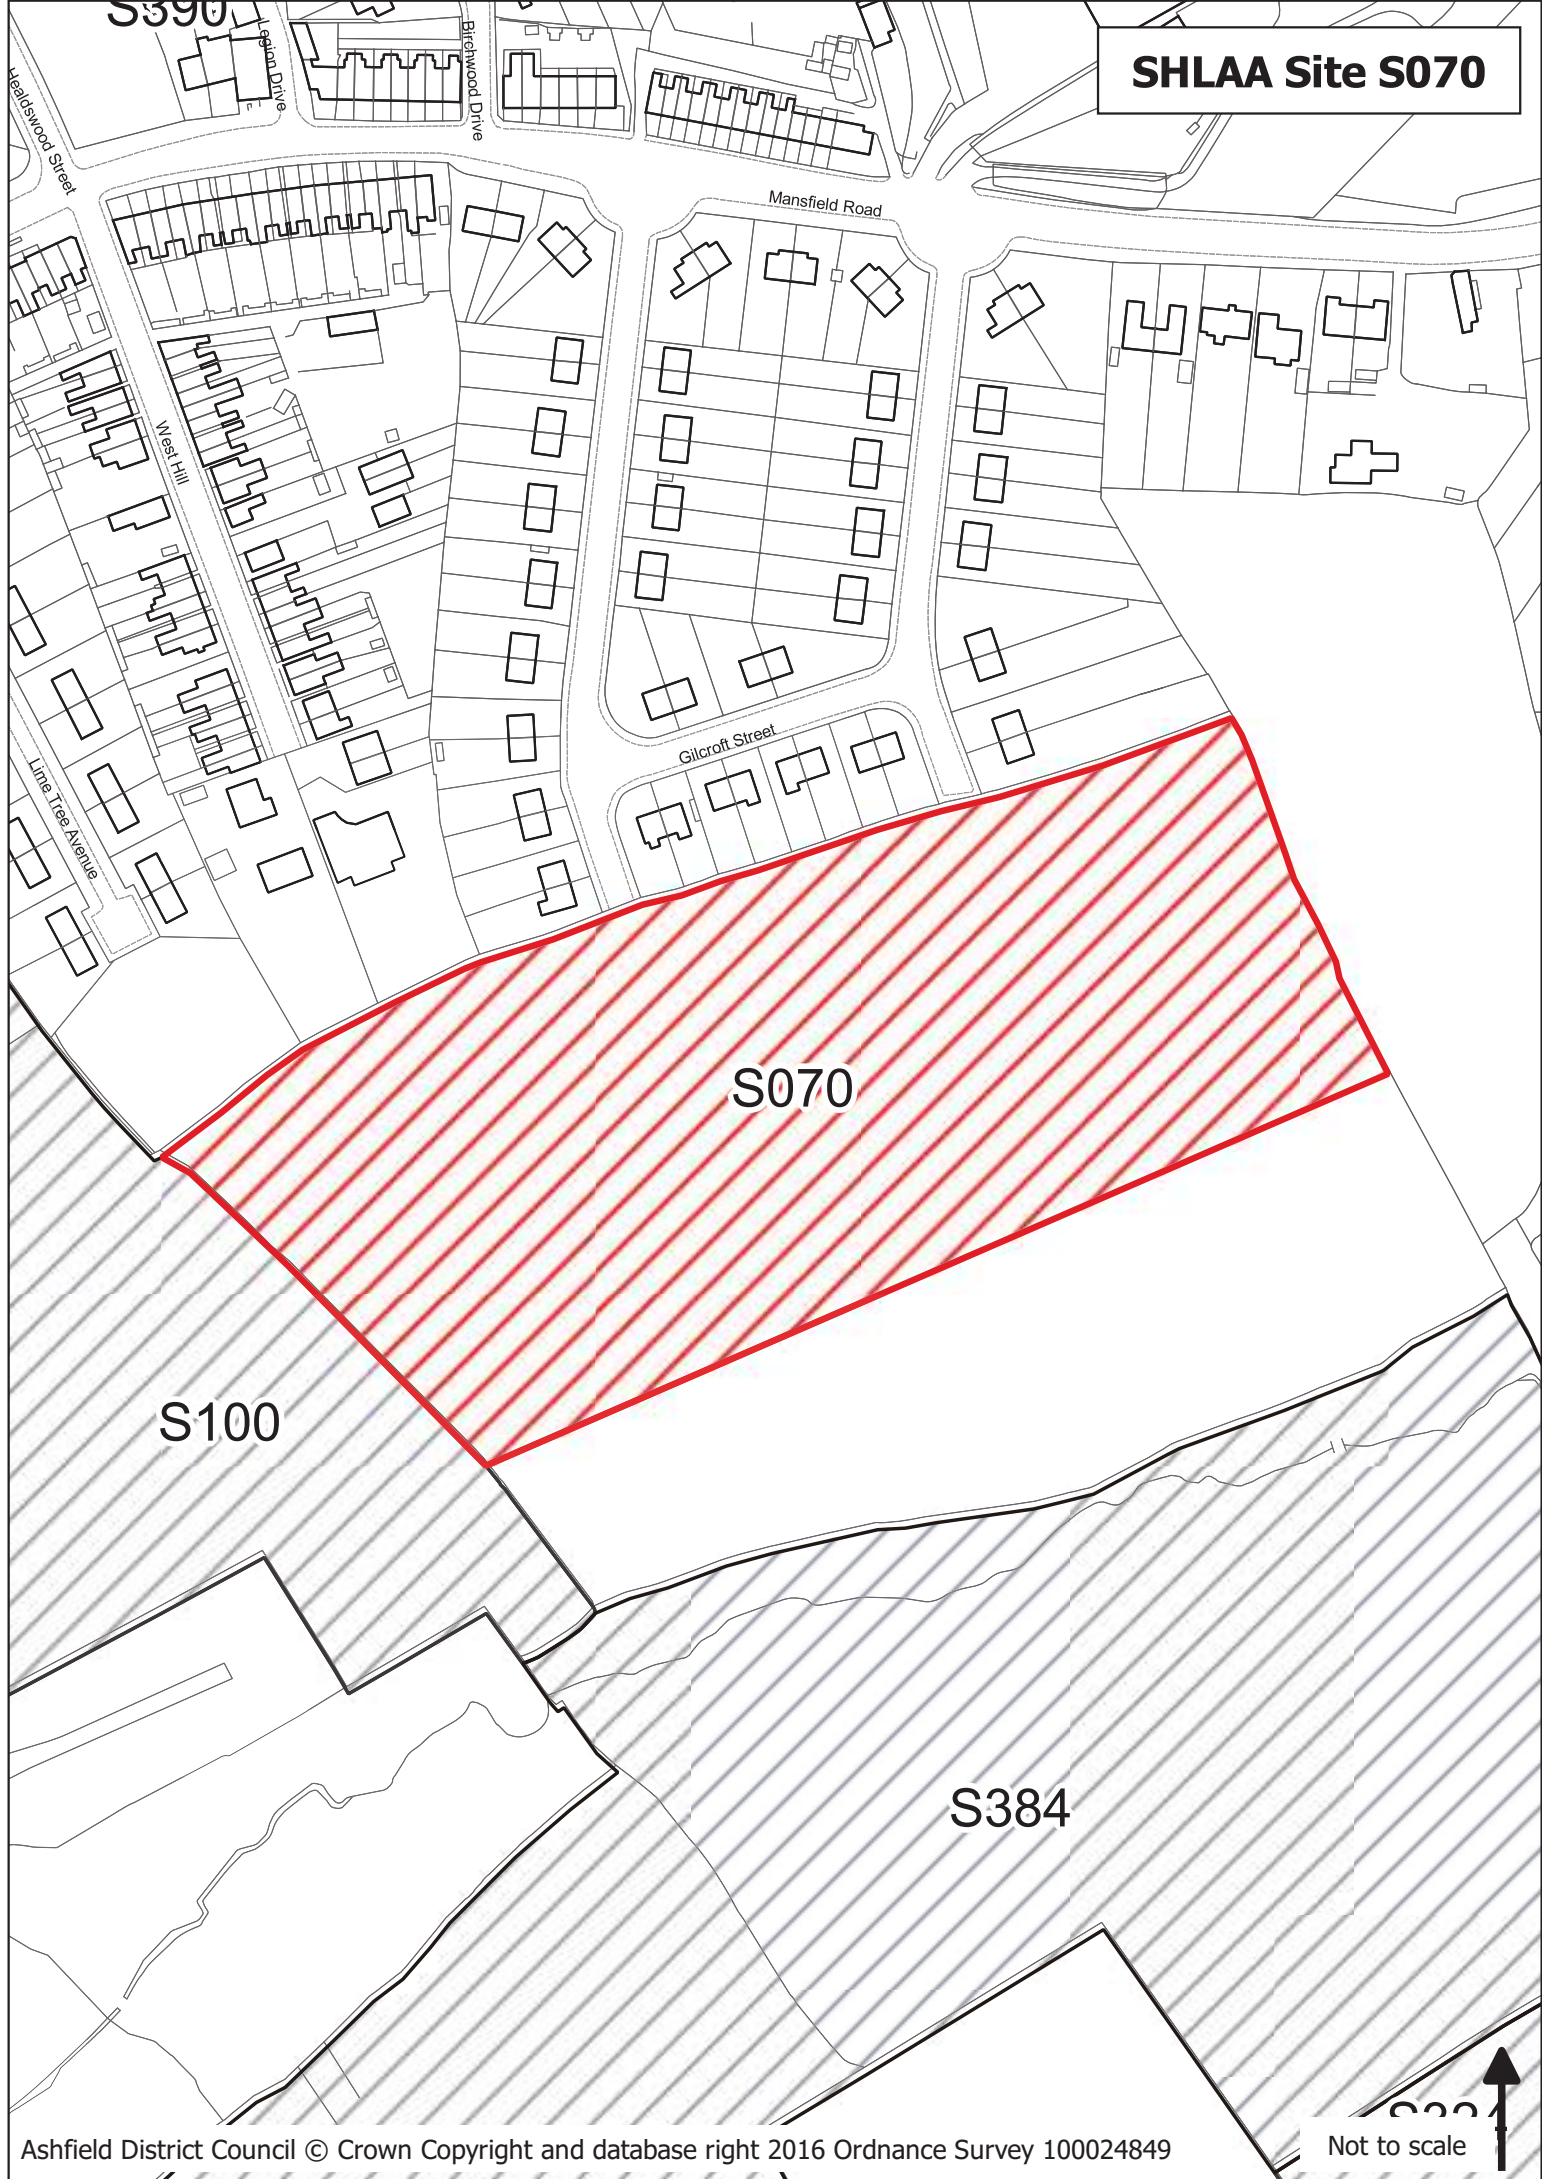 S390
SHLAA Site S070
Legion Drive
Birchwood Drive
Healdswood Street
Mansfield Road
West Hill
Gilcroft Street
Lime Tree Avenue
S070
S100
S384
Ashfield District Council © Crown Copyright and database right 2016 Ordnance Survey 100024849
Not to scale